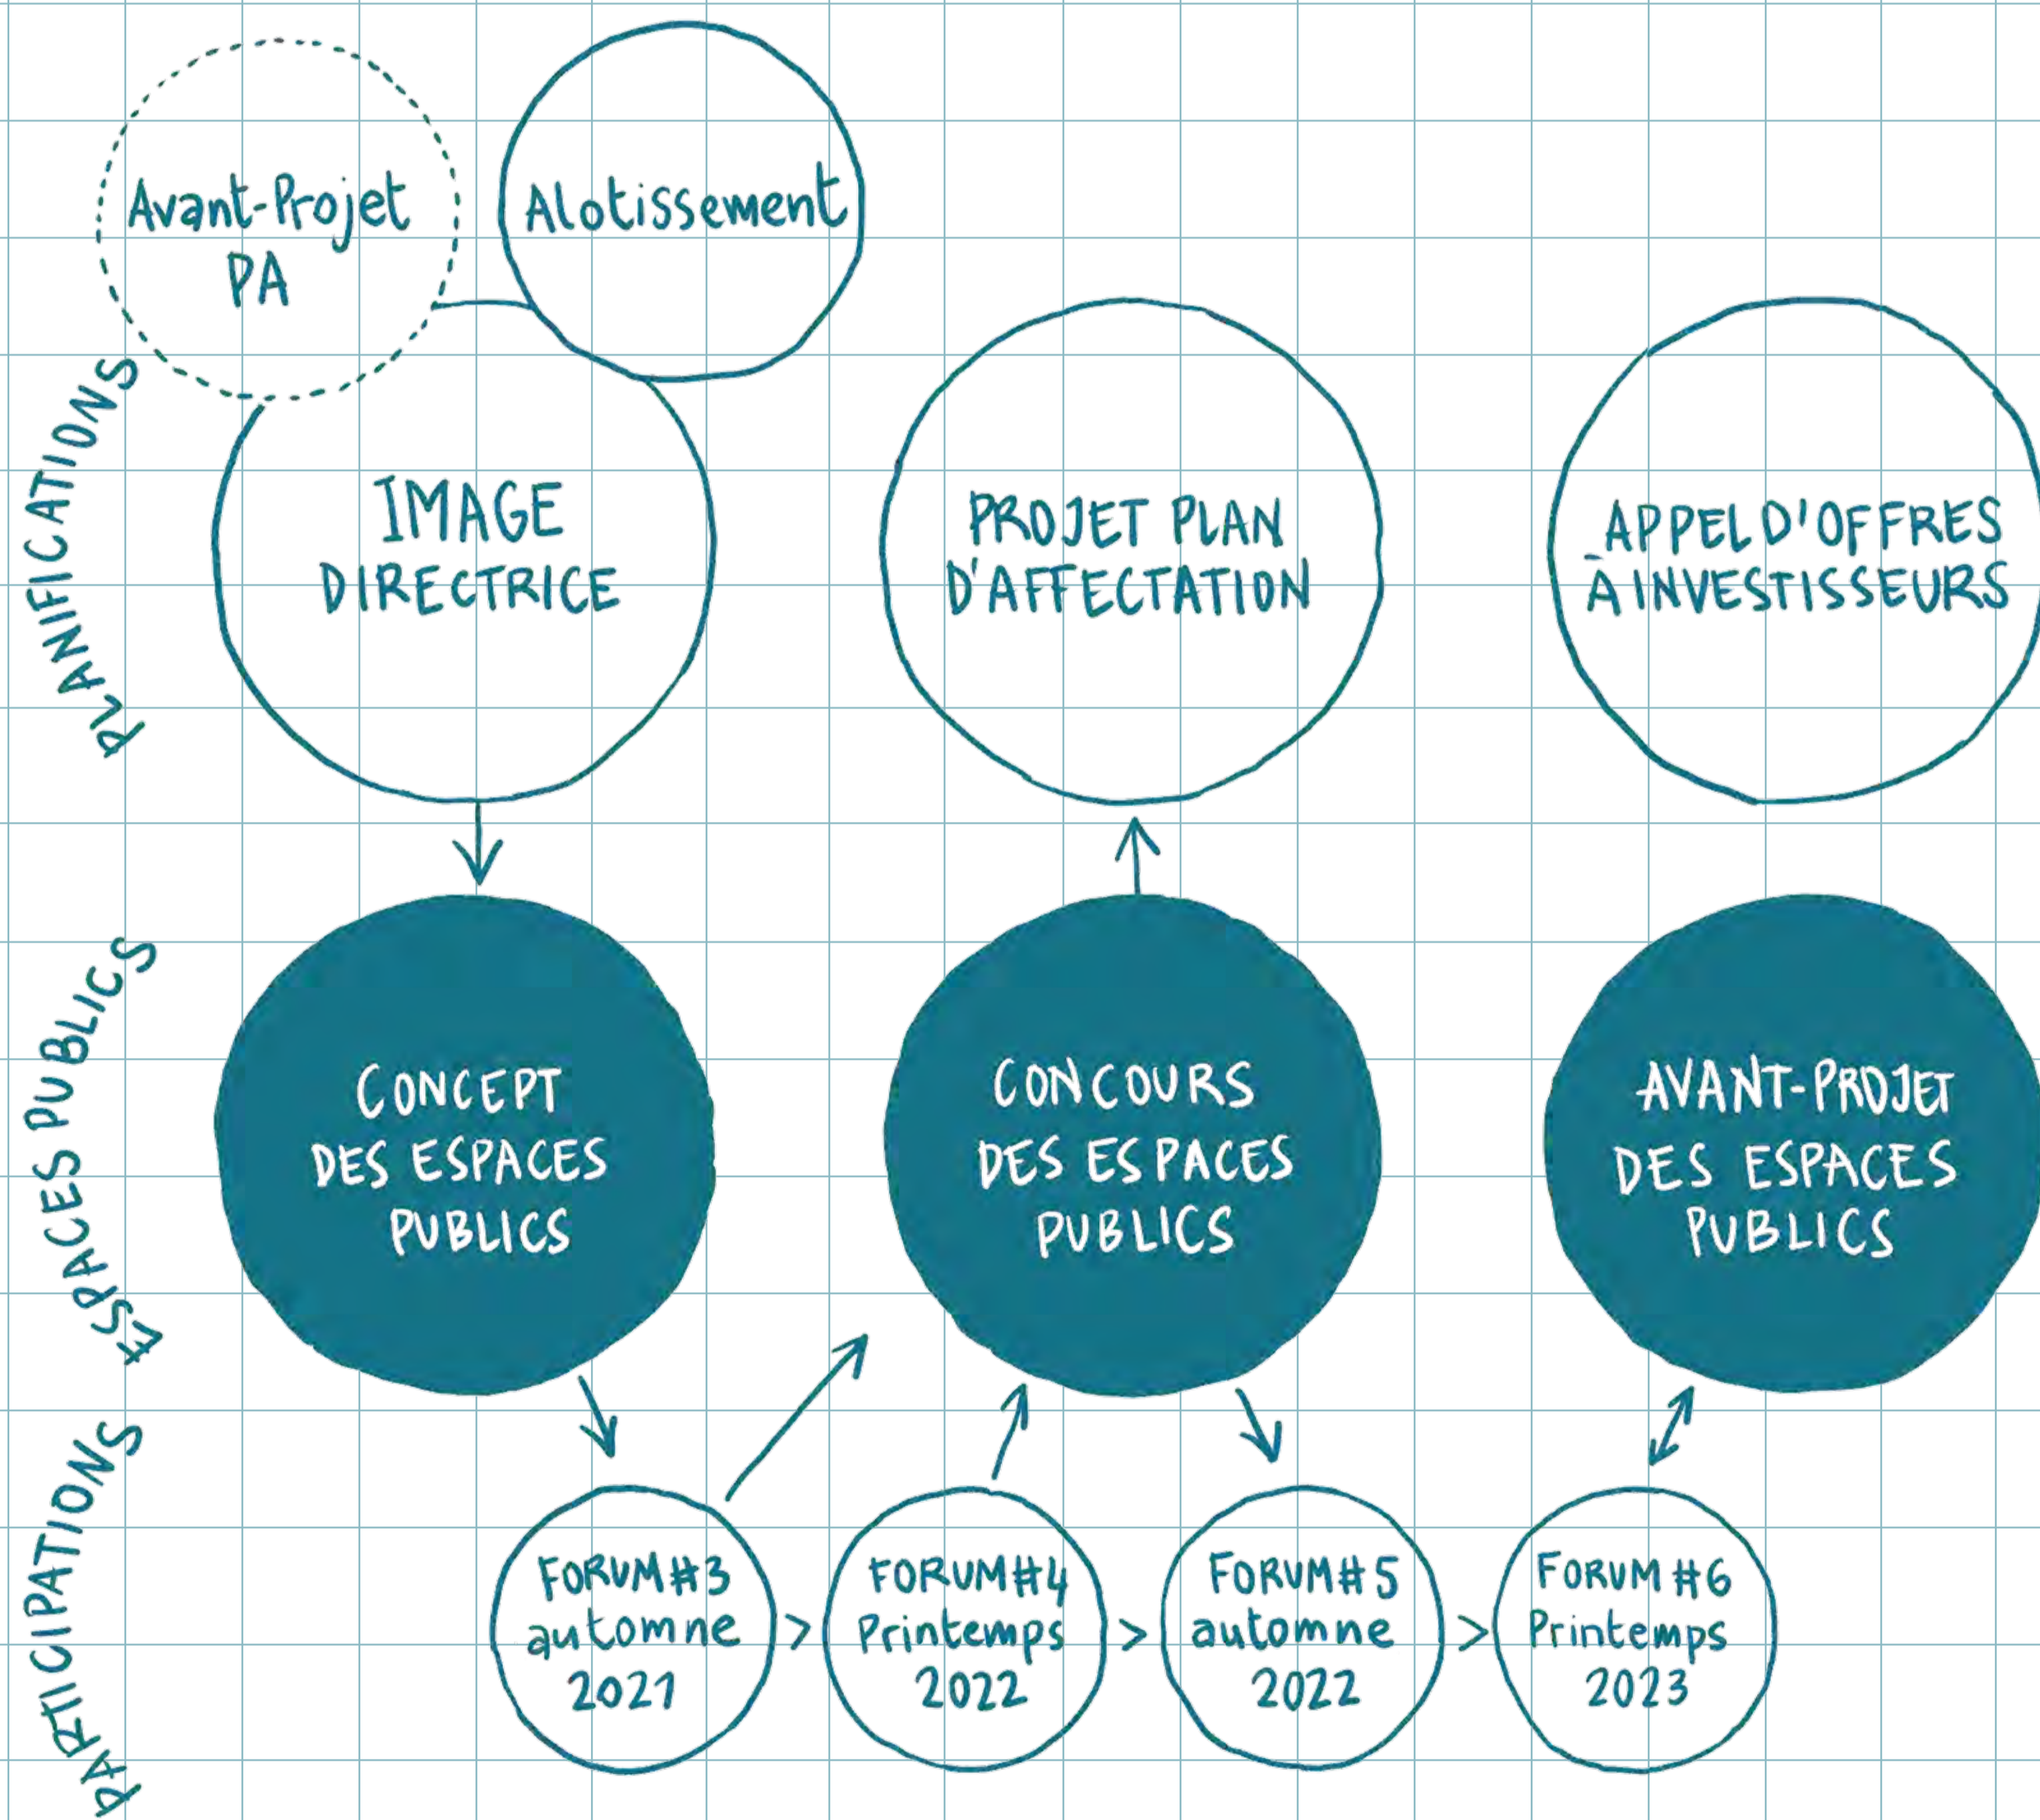 Avant-Projet
PA
Alotissement
PLANIFICATIONS
IMAGE
DIRECTRICE
PROJET PLAN
D'AFFECTATION
APPEL D'OFFRES
À INVESTISSEURS
ESPACES PUBLICS
CONCEPT
DES ESPACES
PUBLICS
CONCOURS
DES ESPACES
PUBLICS
AVANT-PROJET
DES ESPACES
PUBLICS
PARTICIPATIONS
FORUM #3
automne
2021
>
FORUM #4
Printemps
2022
>
FORUM #5
automne
2022
>
FORUM #6
Printemps
2023